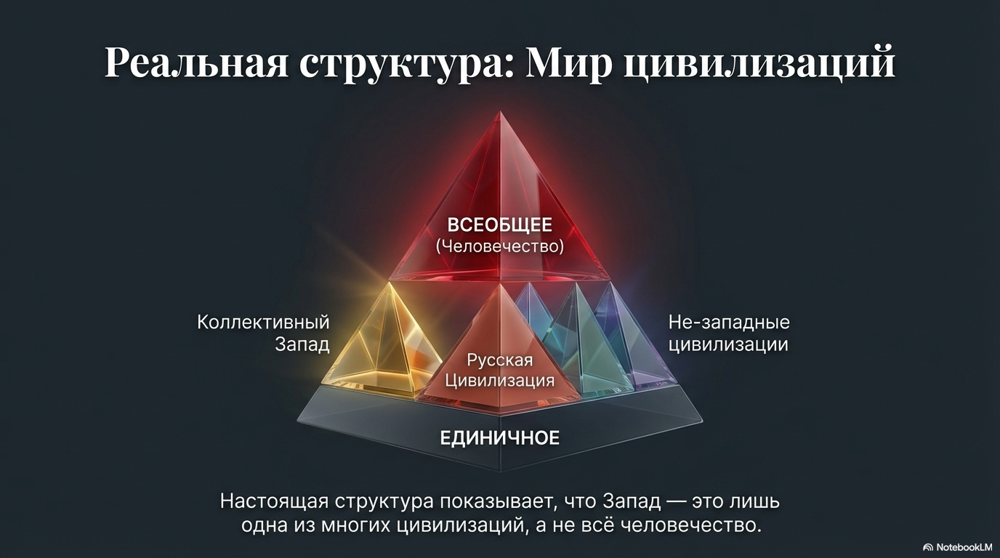 Реальная структура: Мир цивилизаций
ВСЕОБЩЕЕ
(Человечество)
Коллективный
Запад
Не-западные
цивилизации
Русская
Цивилизация
ЕДИНИЧНОЕ
Настоящая структура показывает, что Запад — это лишь
одна из многих цивилизаций, а не всё человечество.
NotebookLM